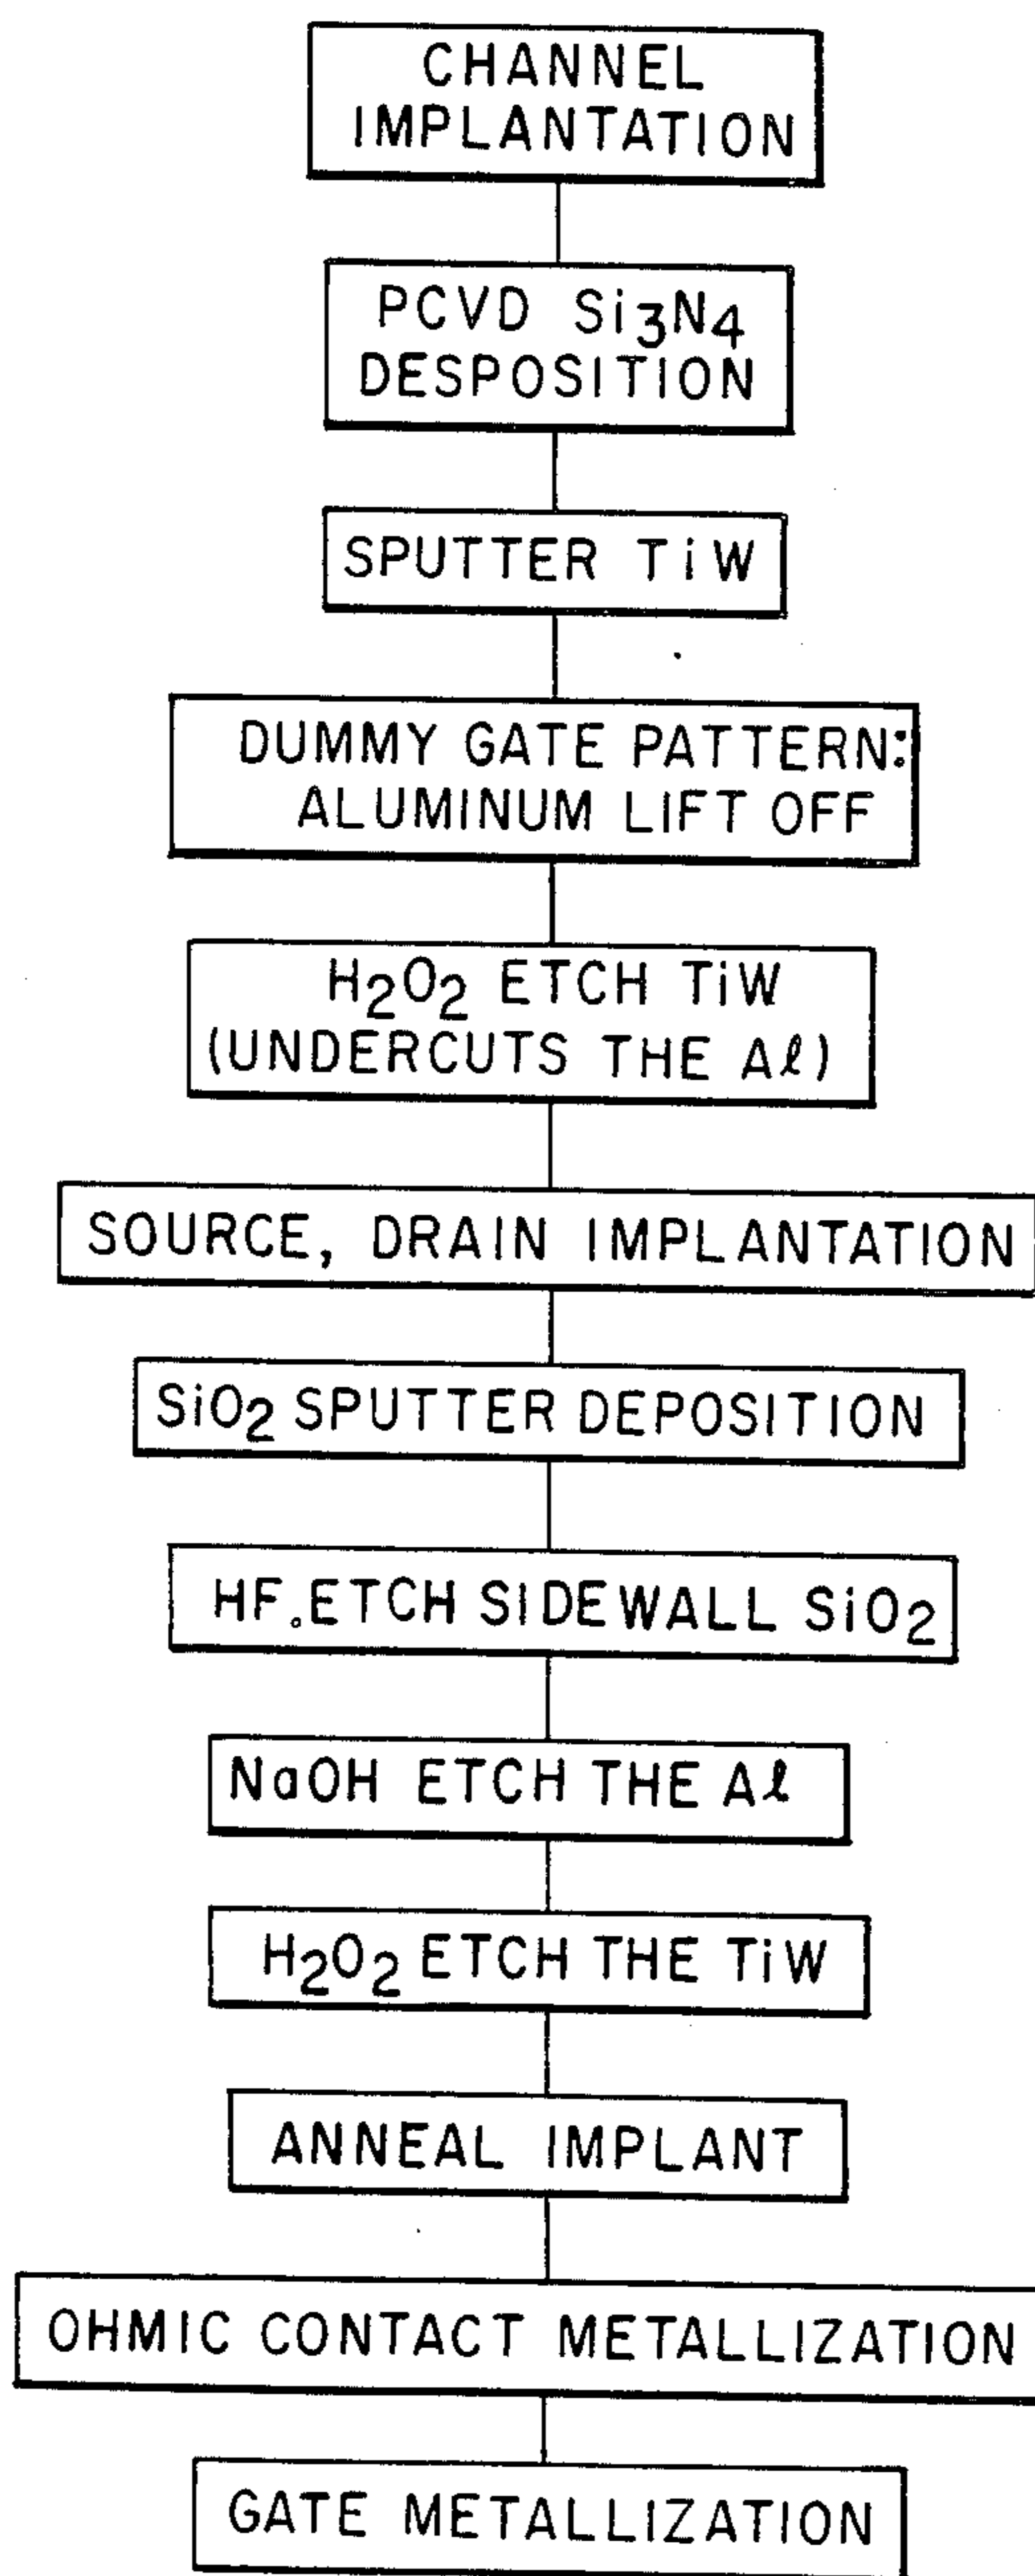 CHANNEL
IMPLANTATION
PCVD Si₃N₄
DESPOSITION
SPUTTER TiW
DUMMY GATE PATTERN:
ALUMINUM LIFT OFF
H₂O₂ ETCH TiW
(UNDERCUTS THE Aℓ)
SOURCE, DRAIN IMPLANTATION
SiO₂ SPUTTER DEPOSITION
HF ETCH SIDEWALL SiO₂
NaOH ETCH THE Aℓ
H₂O₂ ETCH THE TiW
ANNEAL IMPLANT
OHMIC CONTACT METALLIZATION
GATE METALLIZATION